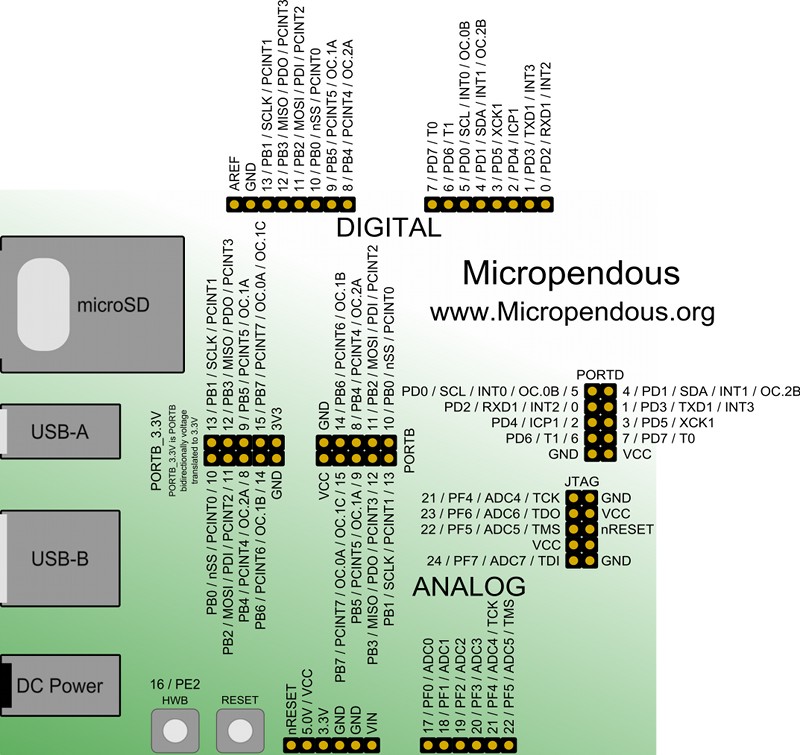 AREF
GND
13 / PB1 / SCLK / PCINT1
12 / PB3 / MISO / PDO / PCINT3
11 / PB2 / MOSI / PDI / PCINT2
10 / PB0 / nSS / PCINT0
9 / PB5 / PCINT5 / OC.1A
8 / PB4 / PCINT4 / OC.2A
7 / PD7 / T0
6 / PD6 / T1
5 / PD0 / SCL / INT0 / OC.0B
4 / PD1 / SDA / INT1 / OC.2B
3 / PD5 / XCK1
2 / PD4 / ICP1
1 / PD3 / TXD1 / INT3
0 / PD2 / RXD1 / INT2
DIGITAL
Micropendous
www.Micropendous.org
microSD
USB-A
USB-B
DC Power
PORTB_3.3V
PORTB_3.3V is PORTB
bidirectionally voltage
translated to 3.3V
13 / PB1 / SCLK / PCINT1
12 / PB3 / MISO / PDO / PCINT3
9 / PB5 / PCINT5 / OC.1A
15 / PB7 / PCINT7 / OC.0A / OC.1C
3V3
PB0 / nSS / PCINT0 / 10
PB2 / MOSI / PDI / PCINT2 / 11
PB4 / PCINT4 / OC.2A / 8
PB6 / PCINT6 / OC.1B / 14
GND
GND
14 / PB6 / PCINT6 / OC.1B
8 / PB4 / PCINT4 / OC.2A
11 / PB2 / MOSI / PDI / PCINT2
10 / PB0 / nSS / PCINT0
PORTB
VCC
PB7 / PCINT7 / OC.0A / OC.1C / 15
PB5 / PCINT5 / OC.1A / 9
PB3 / MISO / PDO / PCINT3 / 12
PB1 / SCLK / PCINT1 / 13
PORTD
PD0 / SCL / INT0 / OC.0B / 5 4 / PD1 / SDA / INT1 / OC.2B
PD2 / RXD1 / INT2 / 0 1 / PD3 / TXD1 / INT3
PD4 / ICP1 / 2 3 / PD5 / XCK1
PD6 / T1 / 6 7 / PD7 / T0
GND VCC
JTAG
21 / PF4 / ADC4 / TCK GND
23 / PF6 / ADC6 / TDO VCC
22 / PF5 / ADC5 / TMS nRESET
VCC
24 / PF7 / ADC7 / TDI GND
ANALOG
16 / PE2
HWB
RESET
nRESET
5.0V / VCC
3.3V
GND
GND
VIN
17 / PF0 / ADC0
18 / PF1 / ADC1
19 / PF2 / ADC2
20 / PF3 / ADC3
21 / PF4 / ADC4 / TCK
22 / PF5 / ADC5 / TMS